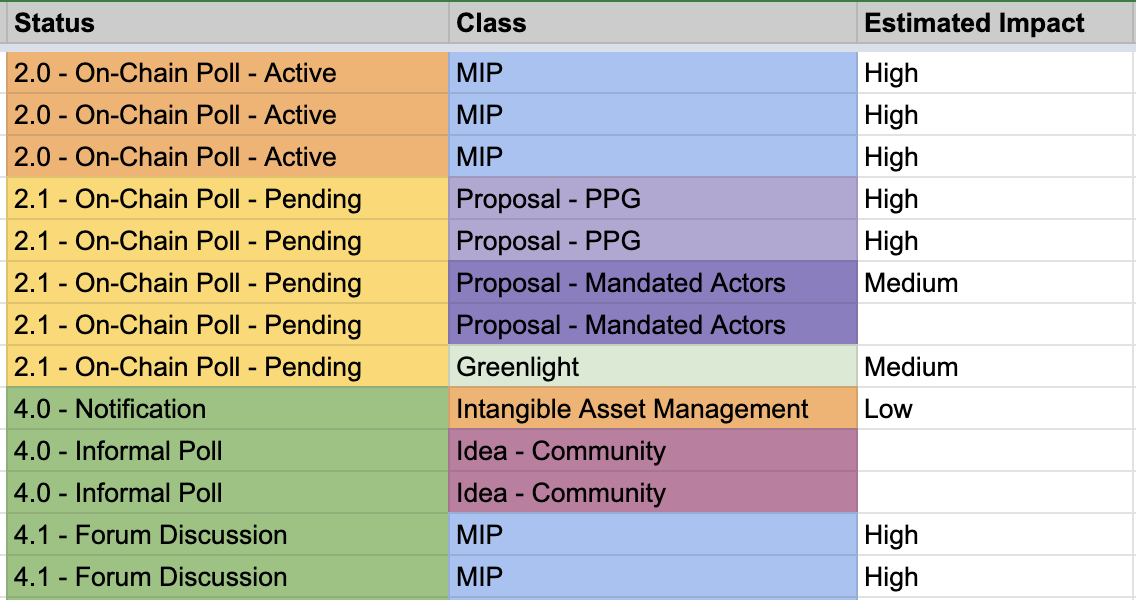 Status Class Estimated Impact
2.0 - On-Chain Poll - Active MIP High
2.0 - On-Chain Poll - Active MIP High
2.0 - On-Chain Poll - Active MIP High
2.1 - On-Chain Poll - Pending Proposal - PPG High
2.1 - On-Chain Poll - Pending Proposal - PPG High
2.1 - On-Chain Poll - Pending Proposal - Mandated Actors Medium
2.1 - On-Chain Poll - Pending Proposal - Mandated Actors
2.1 - On-Chain Poll - Pending Greenlight Medium
4.0 - Notification Intangible Asset Management Low
4.0 - Informal Poll Idea - Community
4.0 - Informal Poll Idea - Community
4.1 - Forum Discussion MIP High
4.1 - Forum Discussion MIP High